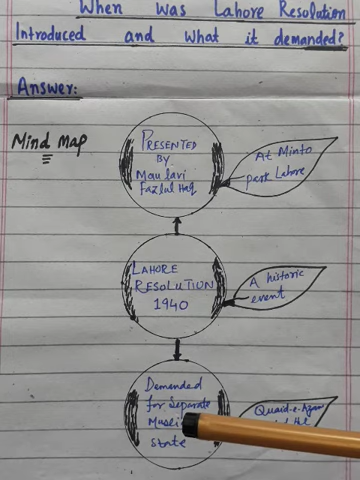 When was Lahore Resolution
Introduced and what it demanded?
Answer:
Mind Map
PRESENTED
BY
Maulavi
Fazlul Haq
At Minto
park Lahore
LAHORE
RESOLUTION
1940
A historic
event
Demanded
for separate
Musli
state
Quaid-e-Azam